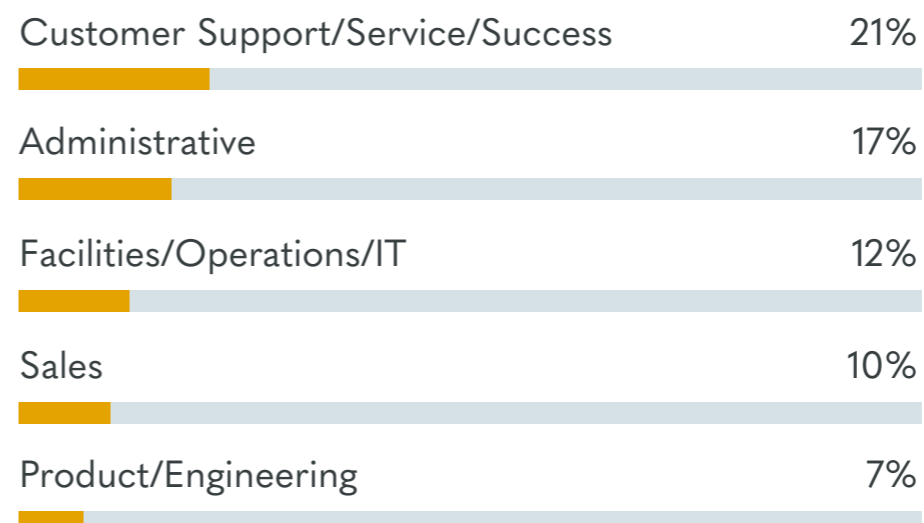 Customer Support/Service/Success 21%
Administrative 17%
Facilities/Operations/IT 12%
Sales 10%
Product/Engineering 7%